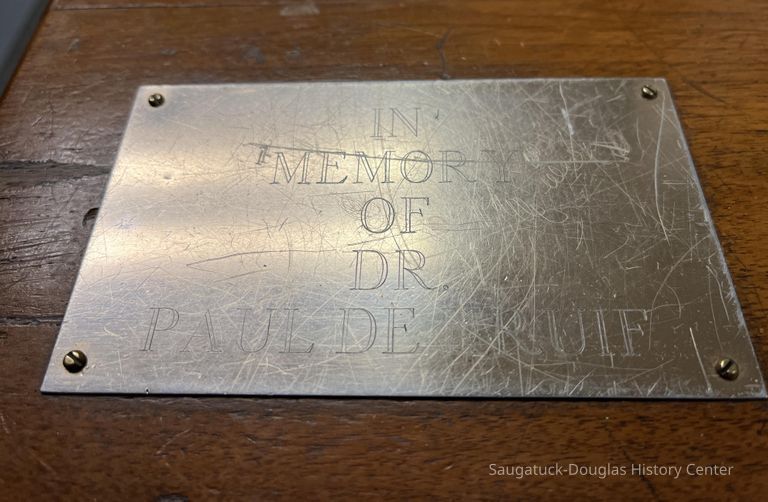 IN
MEMORY
OF
DR.
PAUL DE KRUIF
Saugatuck-Douglas History Center